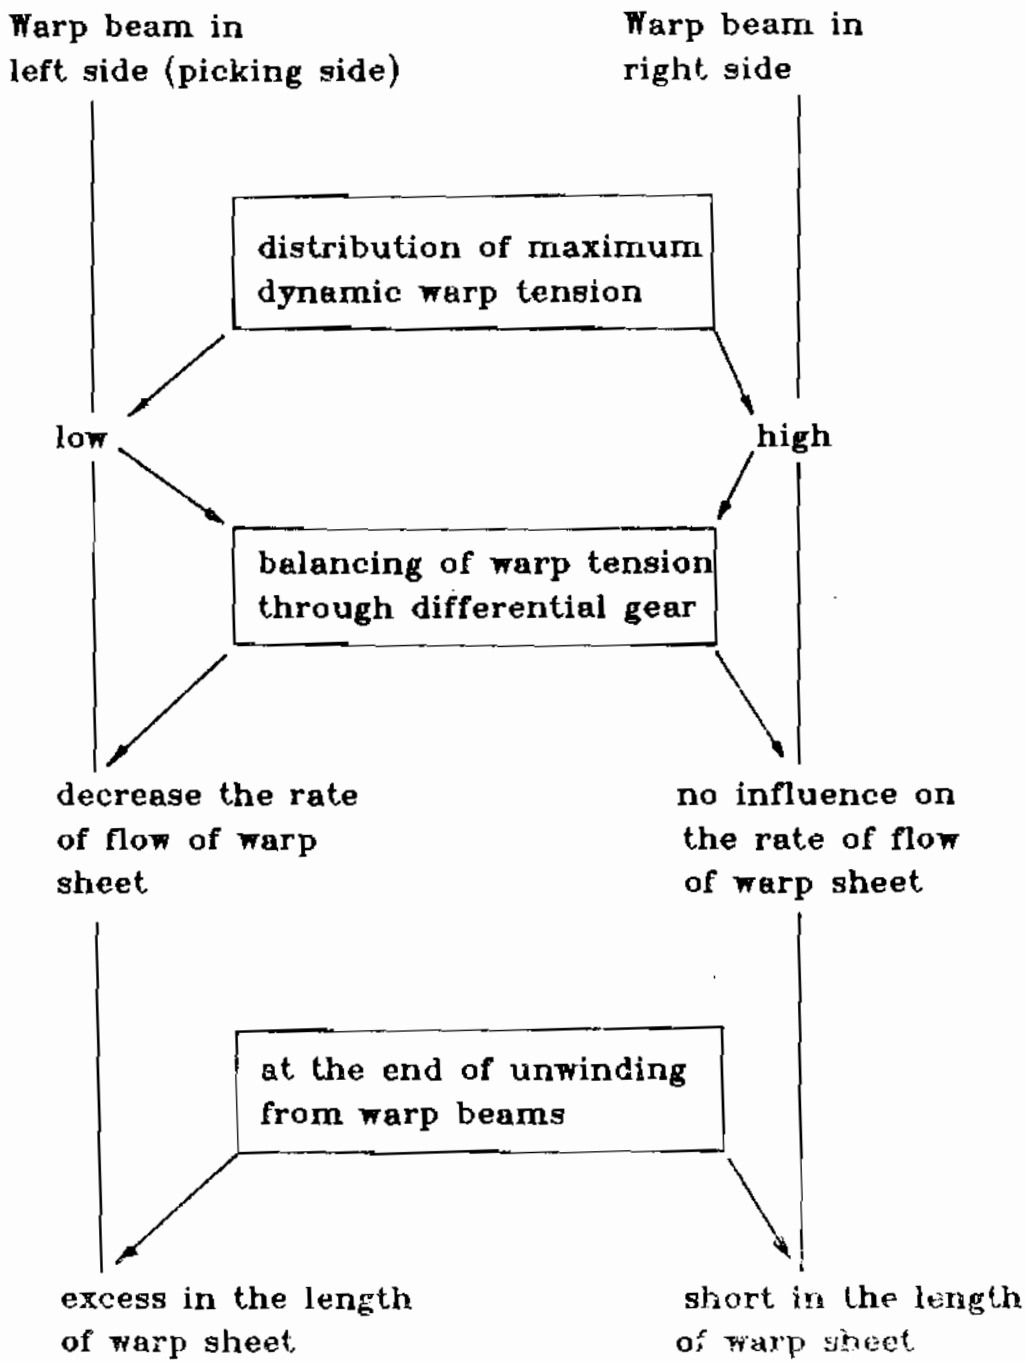 Warp beam in
left side (picking side)
Warp beam in
right side
distribution of maximum
dynamic warp tension
low
high
balancing of warp tension
through differential gear
decrease the rate
of flow of warp
sheet
no influence on
the rate of flow
of warp sheet
at the end of unwinding
from warp beams
excess in the length
of warp sheet
short in the length
of warp sheet